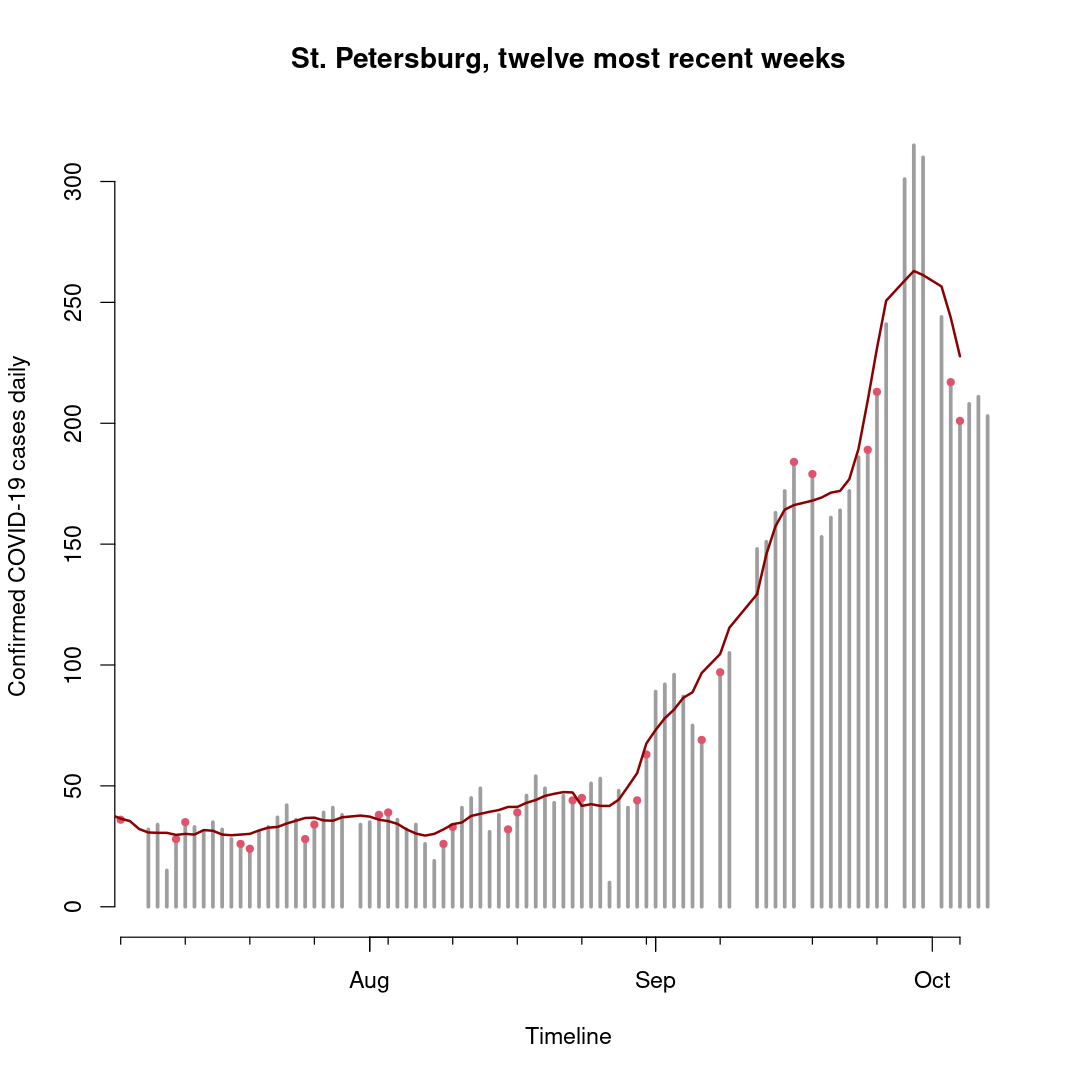 St. Petersburg, twelve most recent weeks
Confirmed COVID-19 cases daily
300
250
200
150
100
50
0
Aug Sep Oct
Timeline